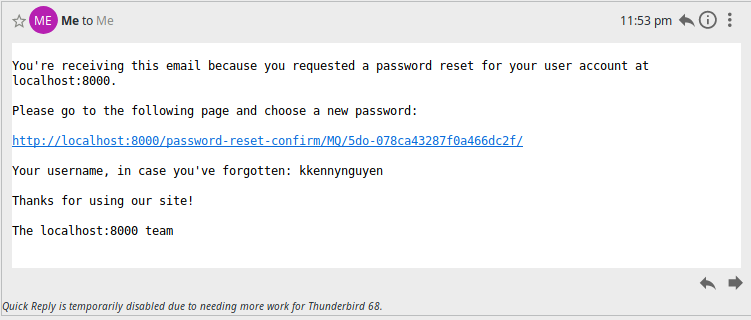 ME Me to Me 11:53 pm
You're receiving this email because you requested a password reset for your user account at
localhost:8000.
Please go to the following page and choose a new password:
http://localhost:8000/password-reset-confirm/MQ/5do-078ca43287f0a466dc2f/
Your username, in case you've forgotten: kkennynguyen
Thanks for using our site!
The localhost:8000 team
Quick Reply is temporarily disabled due to needing more work for Thunderbird 68.